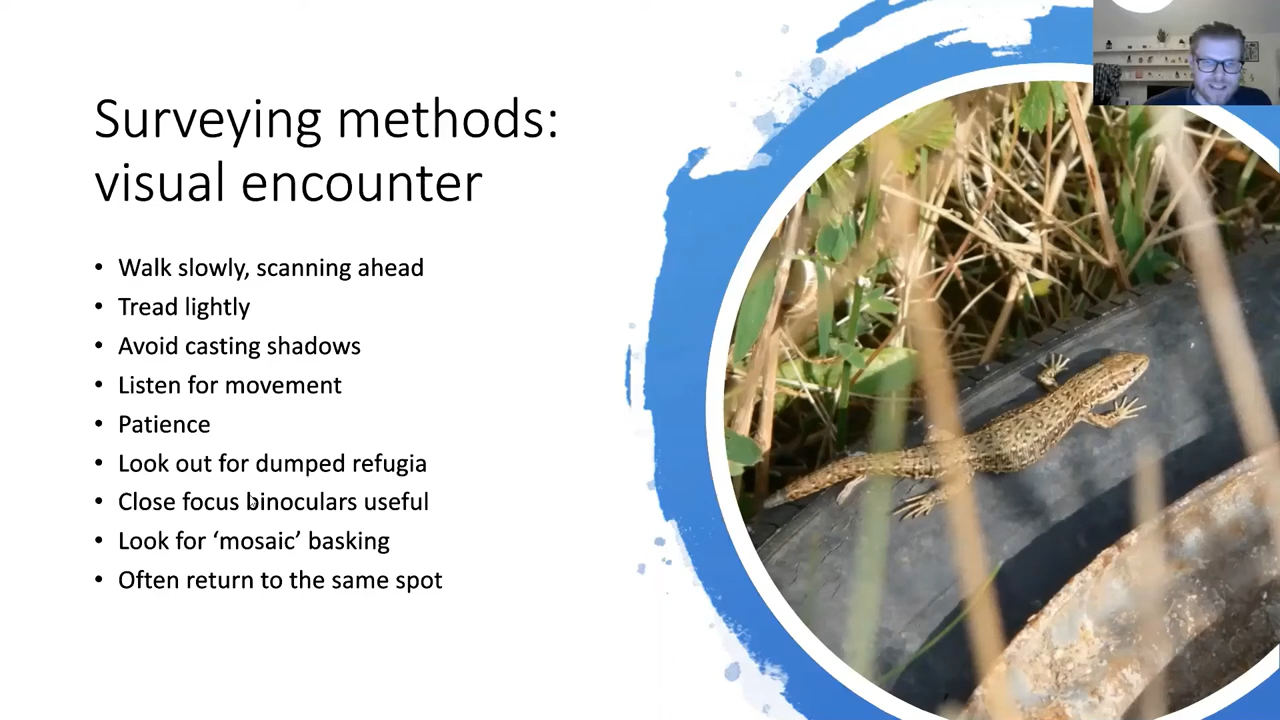 Surveying methods:
visual encounter
• Walk slowly, scanning ahead
• Tread lightly
• Avoid casting shadows
• Listen for movement
• Patience
• Look out for dumped refugia
• Close focus binoculars useful
• Look for ‘mosaic’ basking
• Often return to the same spot